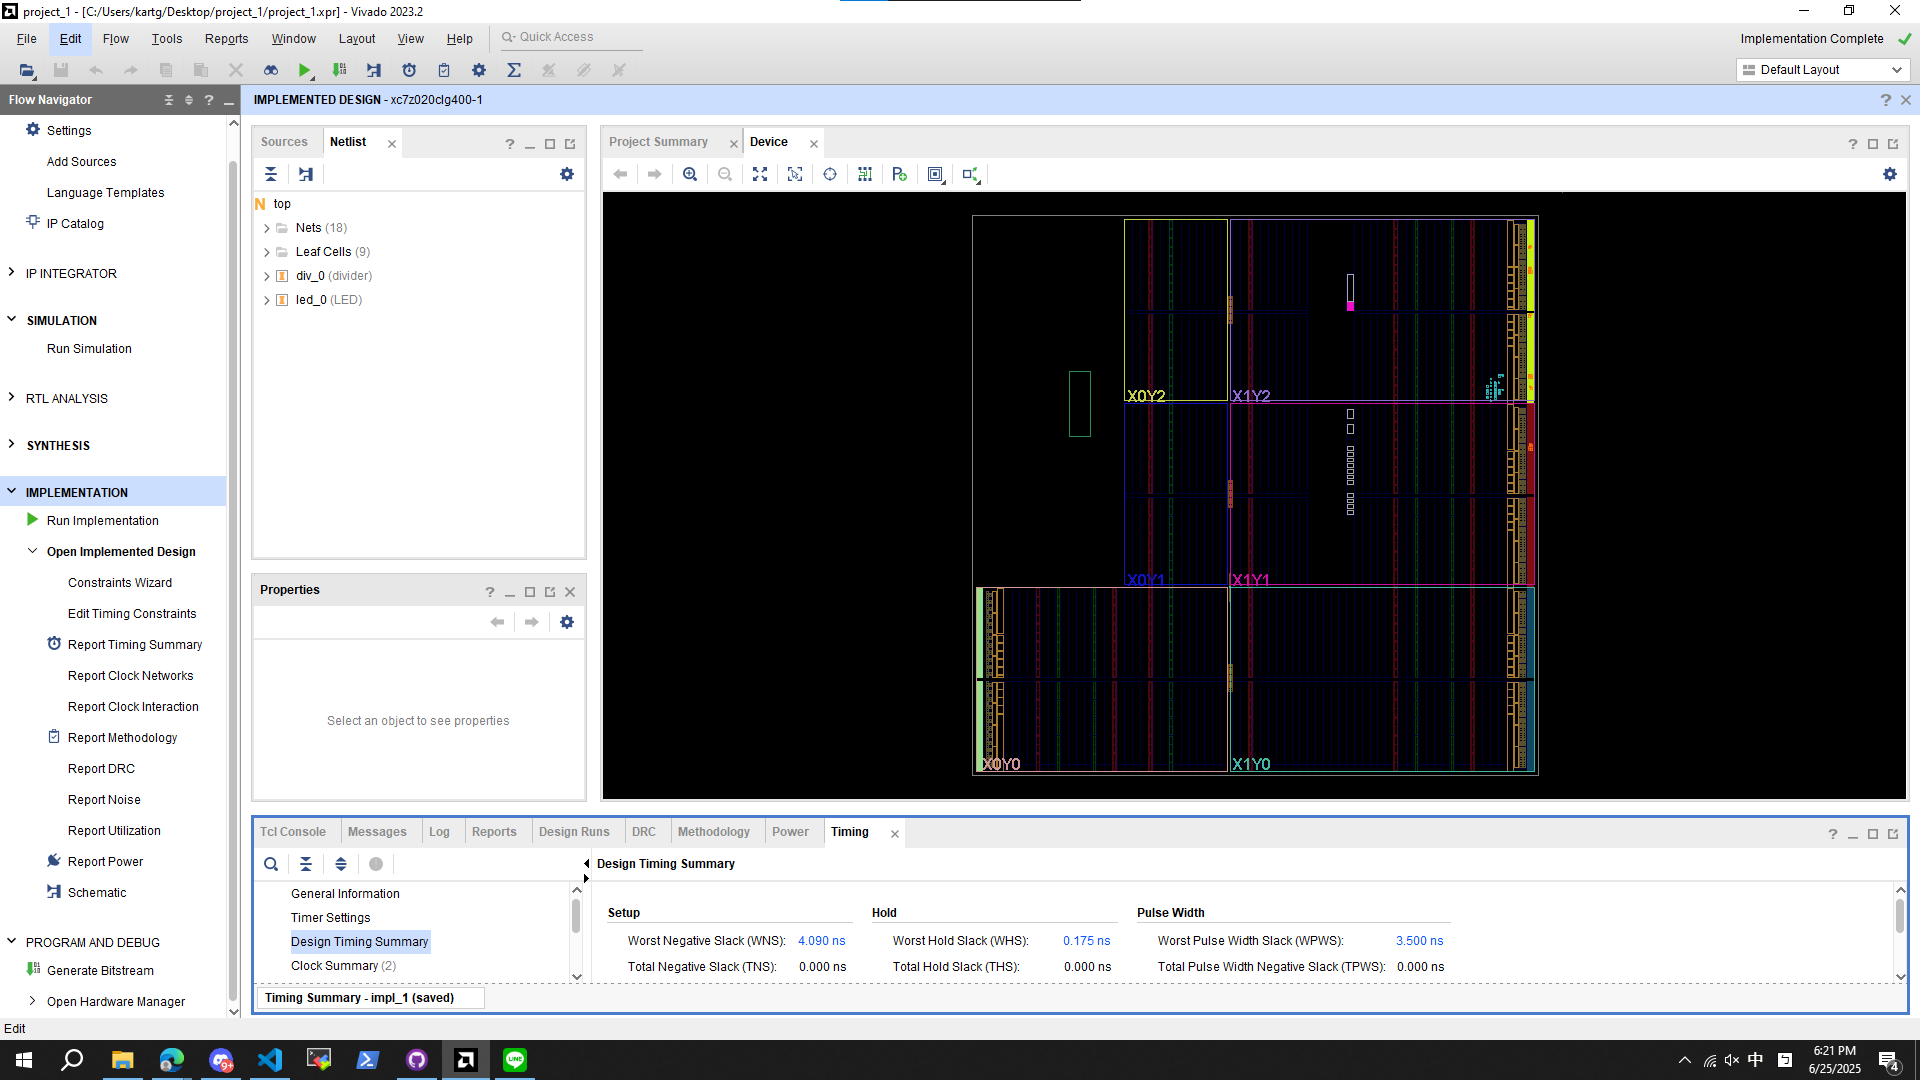 project_1 - [C:/Users/kartg/Desktop/project_1/project_1.xpr] - Vivado 2023.2
File Edit Flow Tools Reports Window Layout View Help Quick Access
Implementation Complete
Default Layout
Flow Navigator
IMPLEMENTED DESIGN - xc7z020clg400-1
Settings
Add Sources
Language Templates
IP Catalog
IP INTEGRATOR
SIMULATION
Run Simulation
RTL ANALYSIS
SYNTHESIS
IMPLEMENTATION
Run Implementation
Open Implemented Design
Constraints Wizard
Edit Timing Constraints
Report Timing Summary
Report Clock Networks
Report Clock Interaction
Report Methodology
Report DRC
Report Noise
Report Utilization
Report Power
Schematic
PROGRAM AND DEBUG
Generate Bitstream
Open Hardware Manager
Edit
Sources Netlist
N top
Nets (18)
Leaf Cells (9)
div_0 (divider)
led_0 (LED)
Properties
Select an object to see properties
Project Summary Device
X0Y2 X1Y2
X0Y1 X1Y1
X0Y0 X1Y0
Tcl Console Messages Log Reports Design Runs DRC Methodology Power Timing
Design Timing Summary
General Information
Timer Settings
Design Timing Summary
Clock Summary (2)
Setup Hold Pulse Width
Worst Negative Slack (WNS): 4.090 ns Worst Hold Slack (WHS): 0.175 ns Worst Pulse Width Slack (WPWS): 3.500 ns
Total Negative Slack (TNS): 0.000 ns Total Hold Slack (THS): 0.000 ns Total Pulse Width Negative Slack (TPWS): 0.000 ns
Timing Summary - impl_1 (saved)
9+
LINE
中
6:21 PM
6/25/2025
4